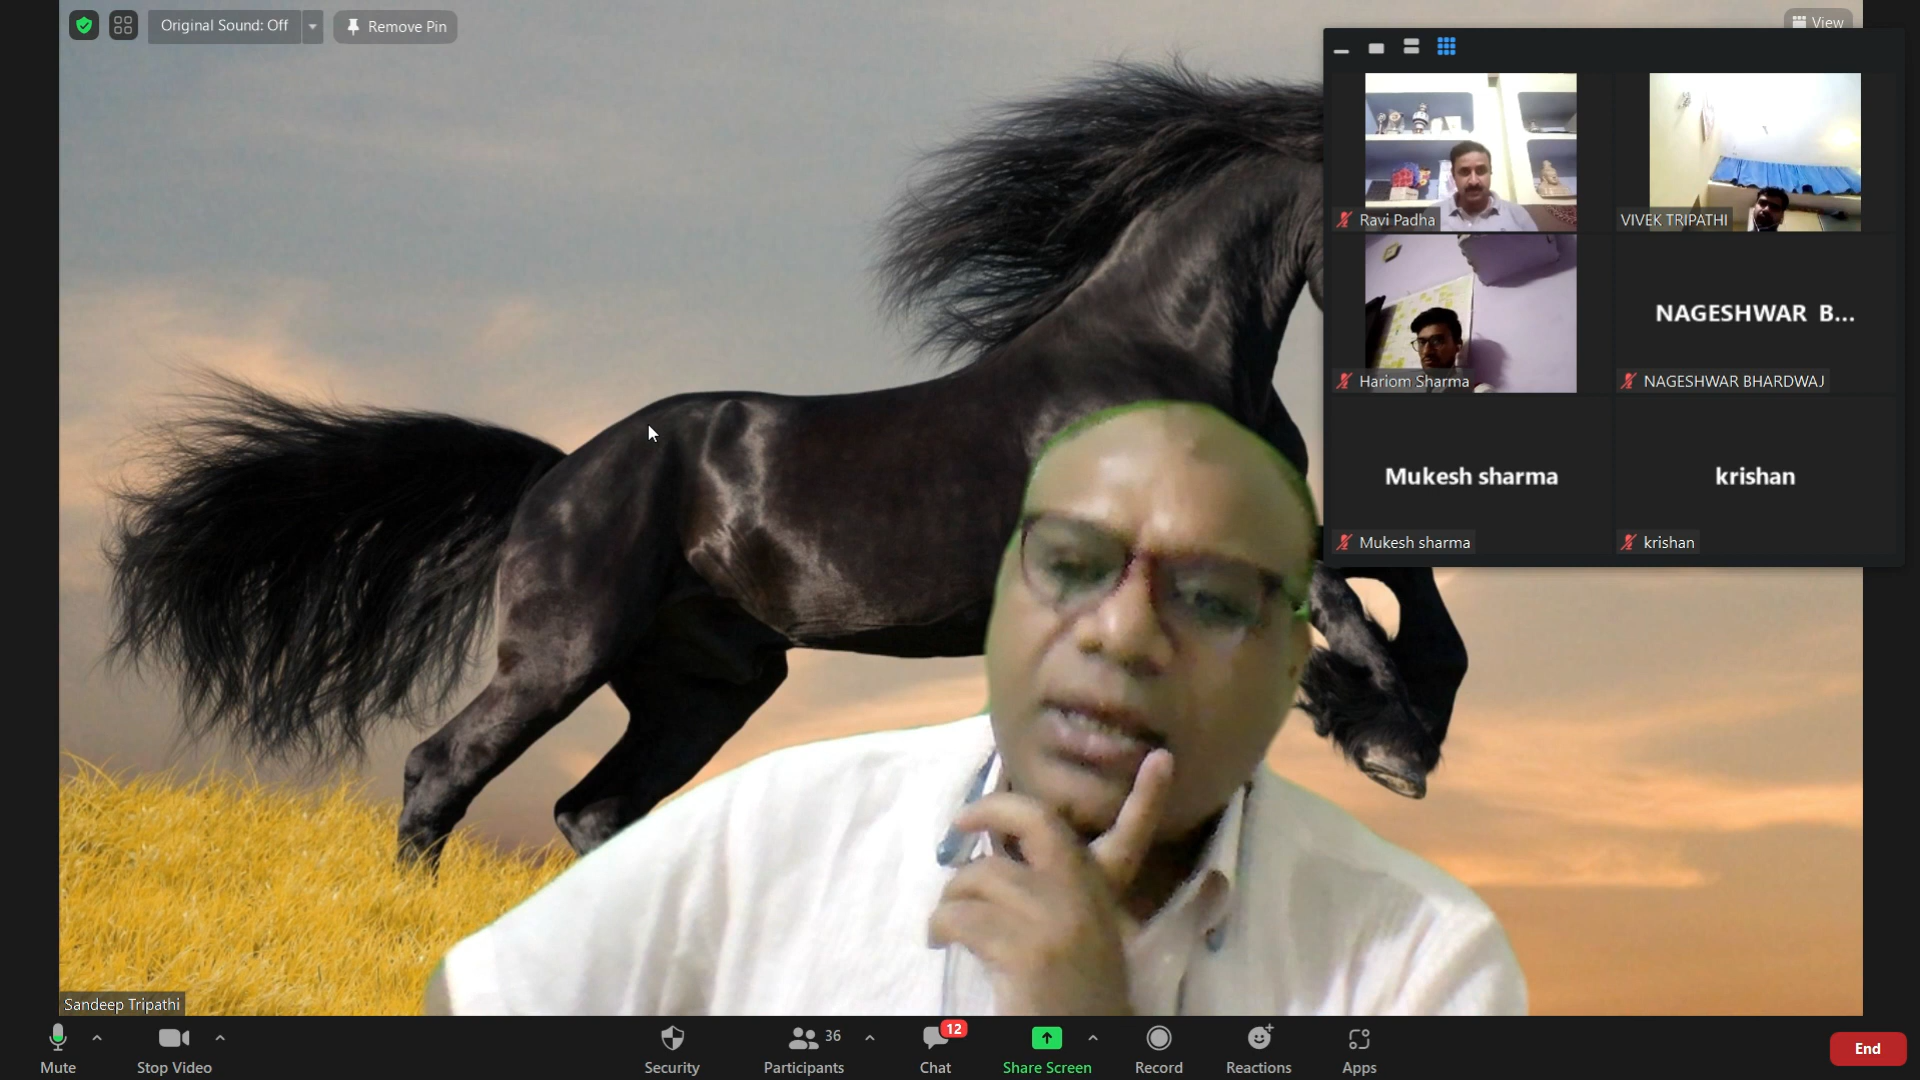 Original Sound: Off
Remove Pin
View
Ravi Padha
VIVEK TRIPATHI
Hariom Sharma
NAGESHWAR B...
NAGESHWAR BHARDWAJ
Mukesh sharma
Mukesh sharma
krishan
krishan
Sandeep Tripathi
Mute
Stop Video
Security
36
Participants
12
Chat
Share Screen
Record
Reactions
Apps
End